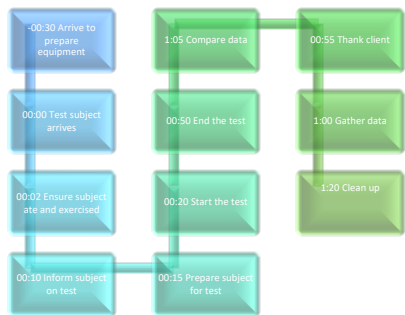 -00:30 Arrive to
prepare
equipment
00:00 Test subject
arrives
00:02 Ensure subject
ate and exercised
00:10 Inform subject
on test
00:15 Prepare subject
for test
00:20 Start the test
00:50 End the test
1:05 Compare data
00:55 Thank client
1:00 Gather data
1:20 Clean up